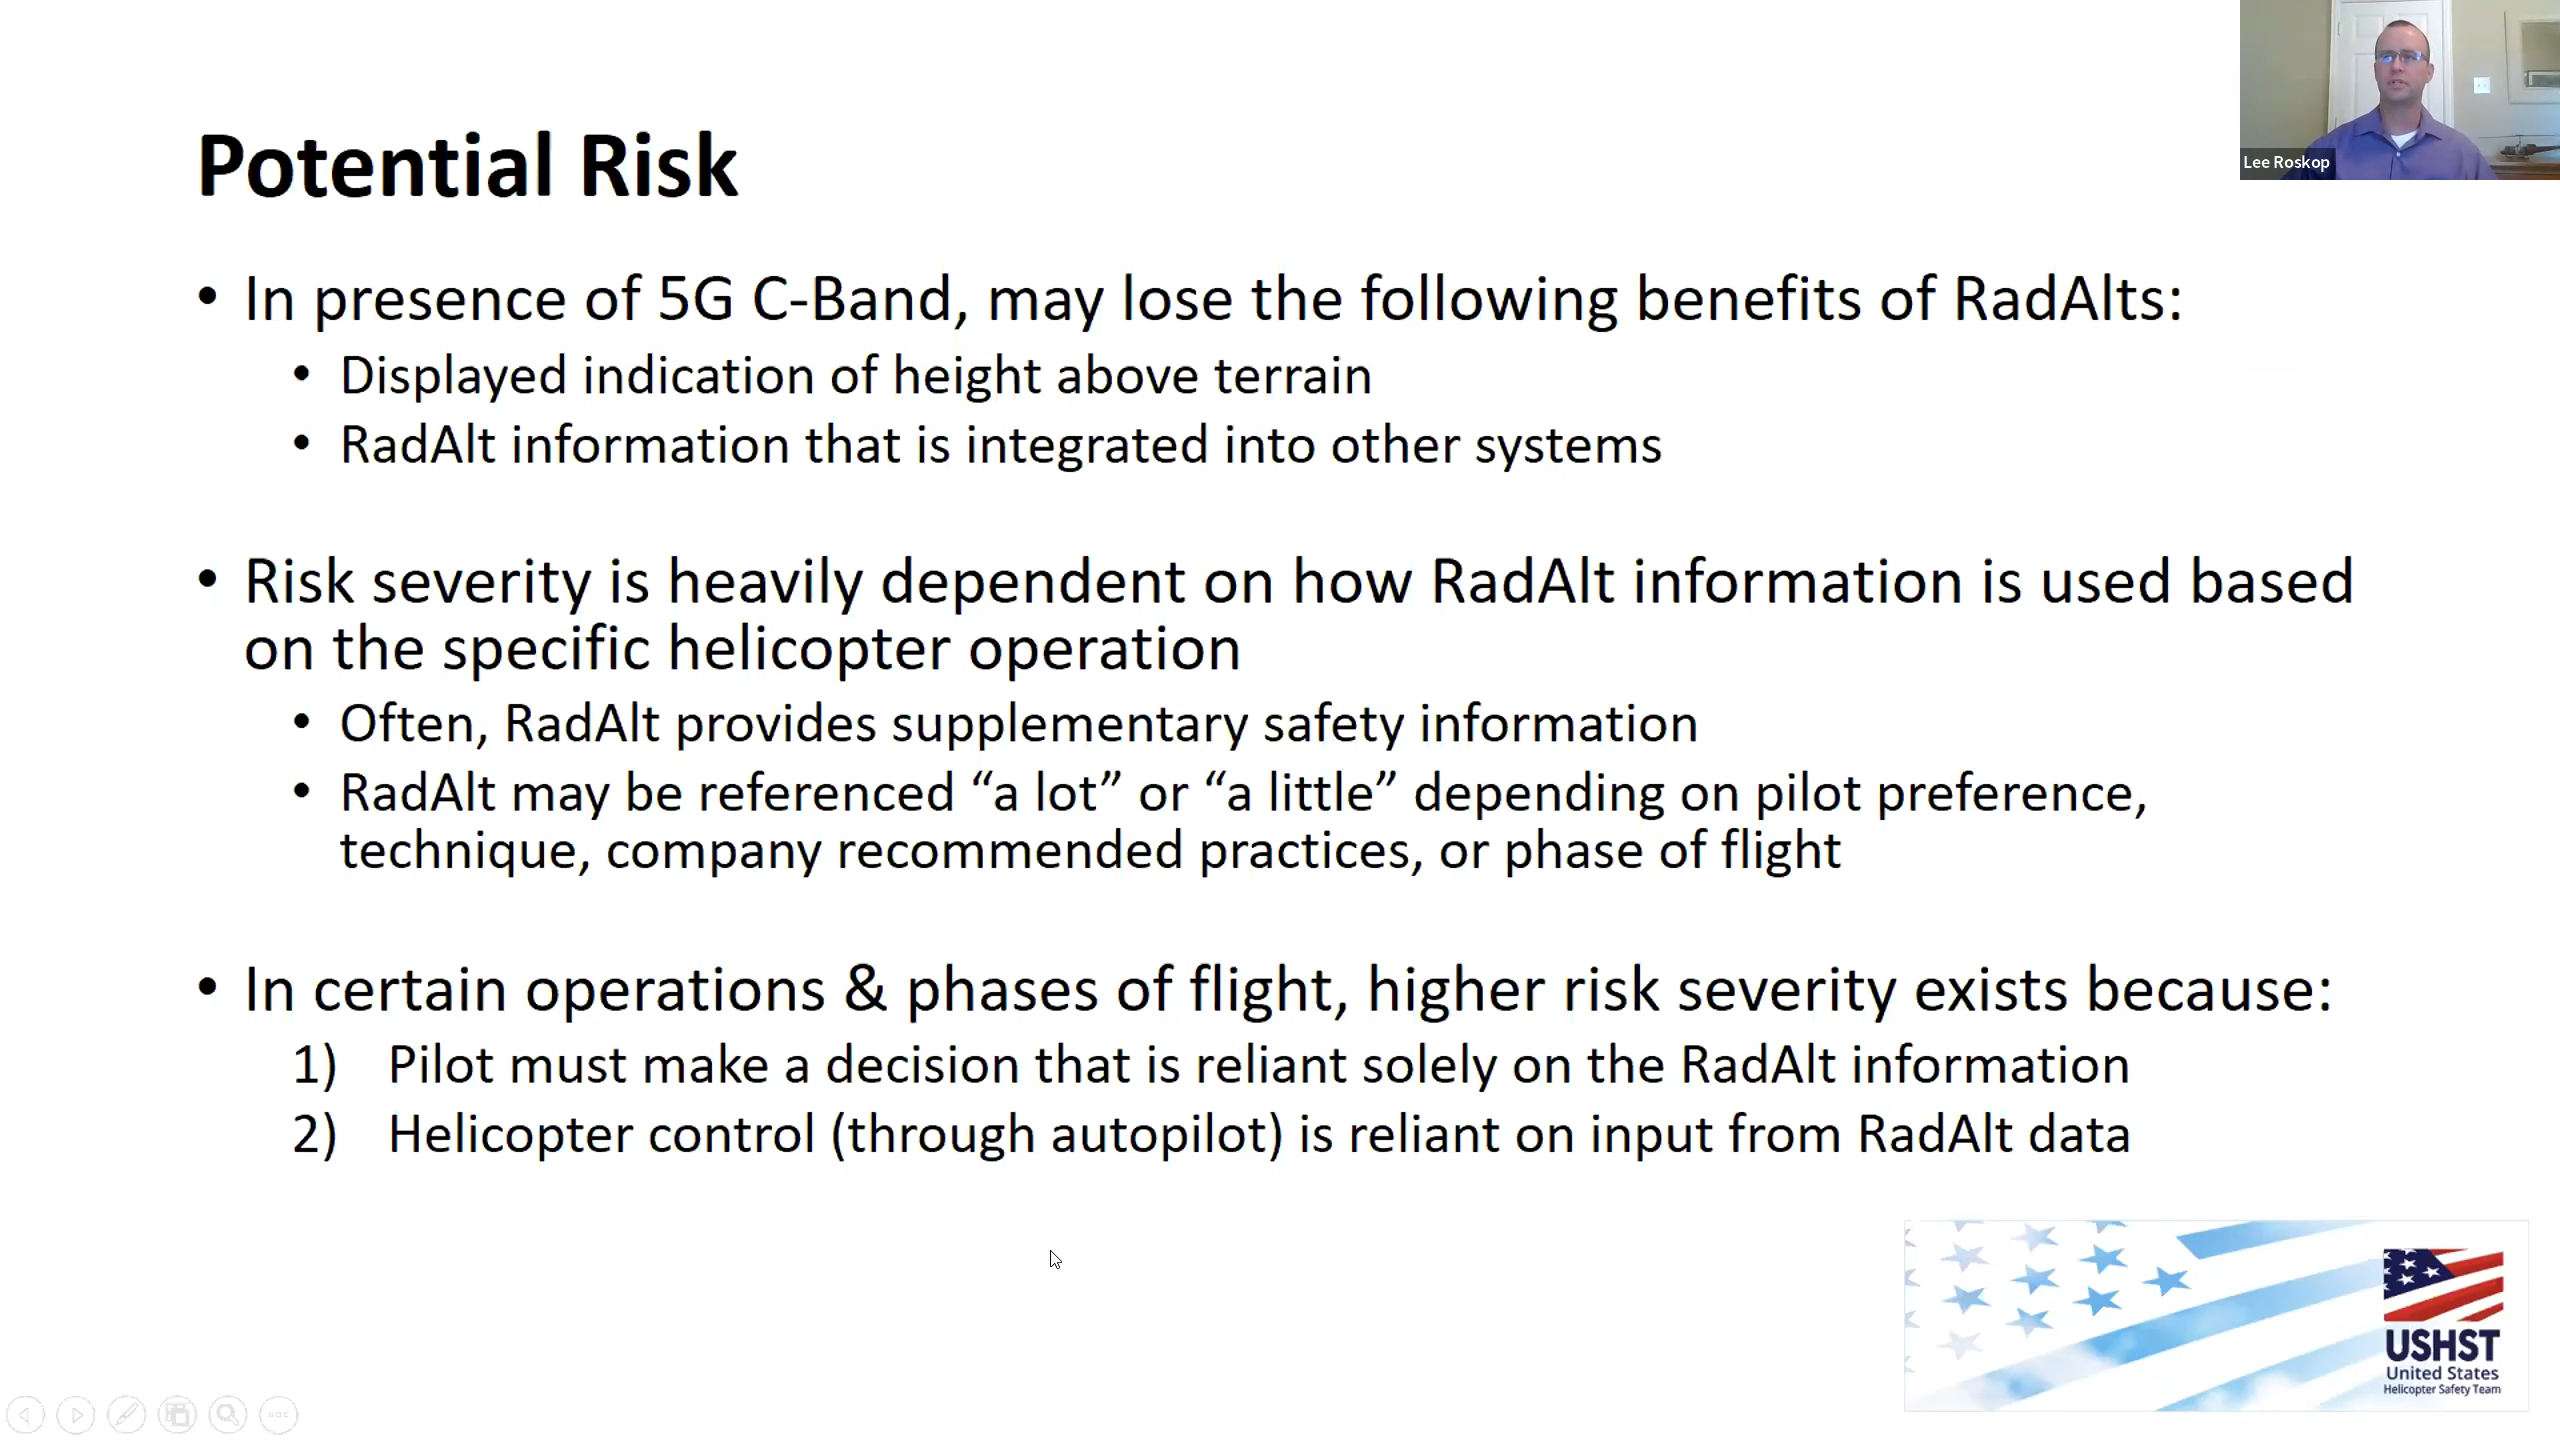 Potential Risk
Lee Roskop
• In presence of 5G C-Band, may lose the following benefits of RadAlts:
• Displayed indication of height above terrain
• RadAlt information that is integrated into other systems
• Risk severity is heavily dependent on how RadAlt information is used based
on the specific helicopter operation
• Often, RadAlt provides supplementary safety information
• RadAlt may be referenced “a lot” or “a little” depending on pilot preference,
technique, company recommended practices, or phase of flight
• In certain operations & phases of flight, higher risk severity exists because:
1) Pilot must make a decision that is reliant solely on the RadAlt information
2) Helicopter control (through autopilot) is reliant on input from RadAlt data
USHST
United States
Helicopter Safety Team